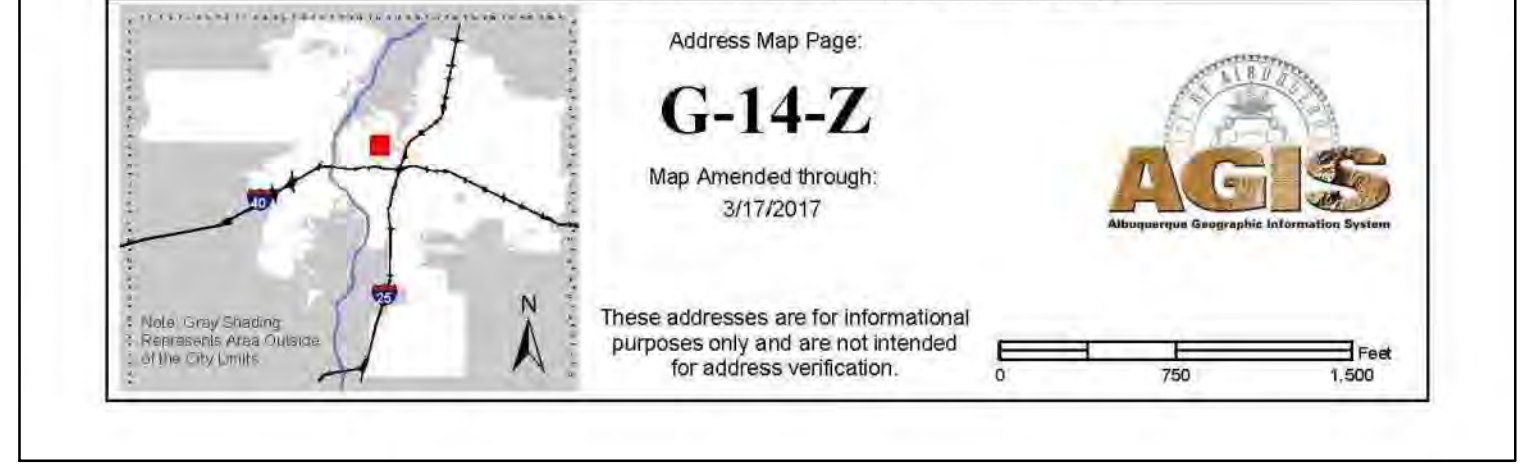 Address Map Page:
G-14-Z
Map Amended through:
3/17/2017
These addresses are for informational
purposes only and are not intended
for address verification.
40
25
N
Note: Gray Shading
Represents Area Outside
of the City Limits
OF ALBUQUERQ
AGIS
Albuquerque Geographic Information System
Feet
0 750 1,500